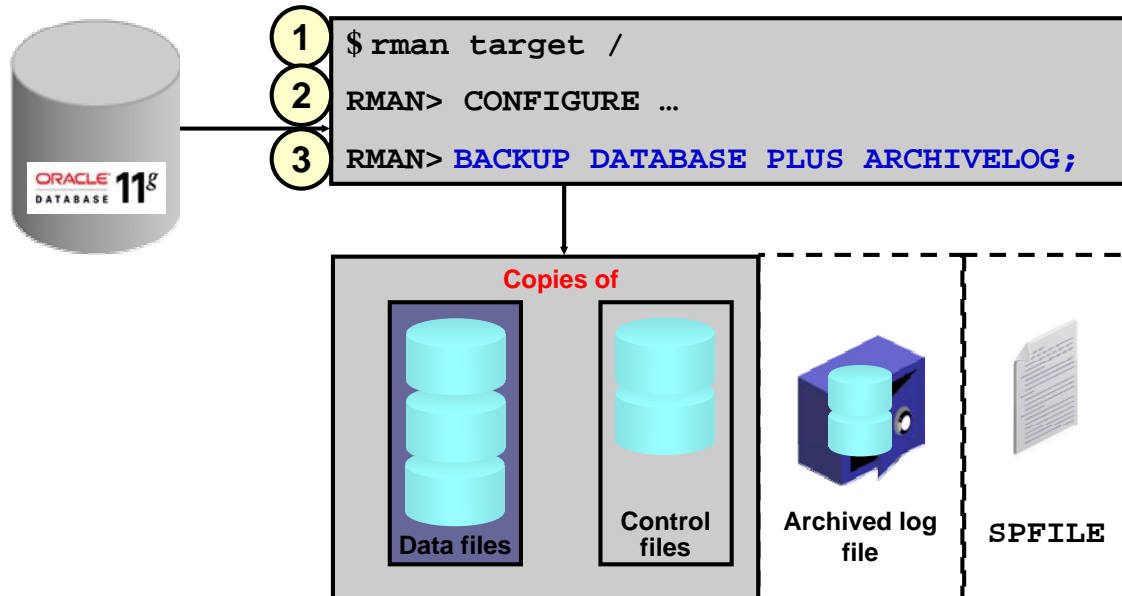 1 $ rman target /
2 RMAN> CONFIGURE …
3 RMAN> BACKUP DATABASE PLUS ARCHIVELOG;
ORACLE
DATABASE 11g
Copies of
Data files
Control
files
Archived log
file
SPFILE